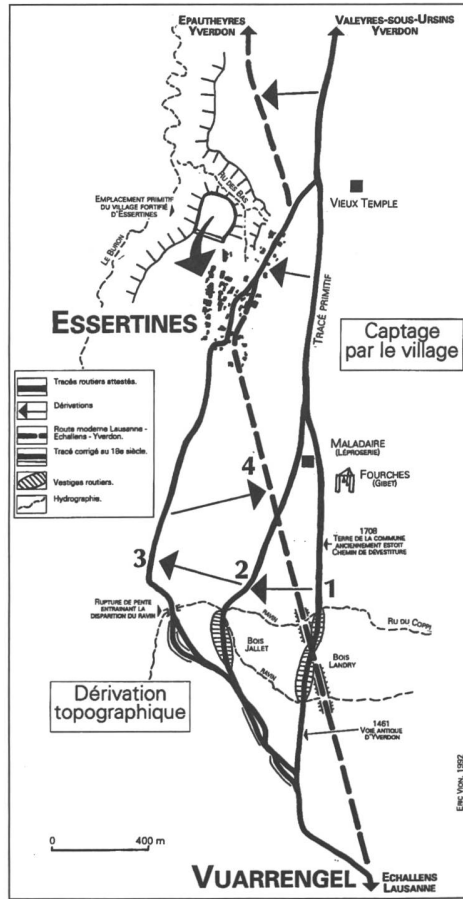 EPAUTHEYRES
YVERDON
VALEYRES-SOUS-URSINS
YVERDON
RU DES BAS
EMPLACEMENT PRIMITIF
DU VILLAGE FORTIFIÉ
D'ESSERTINES
VIEUX TEMPLE
LE BURON
TRACÉ PRIMITIF
ESSERTINES
Captage
par le village
Tracés routiers attestés.
Dérivations
Route moderne Lausanne -
Echallens - Yverdon.
Tracé corrigé au 18e siècle.
Vestiges routiers.
Hydrographie.
MALADAIRE
(LÉPROSERIE)
FOURCHES
(GIBET)
4
1708
TERRE DE LA COMMUNE
ANCIENNEMENT ESTOIT
CHEMIN DE DÉVESTITURE
3
2
1
RUPTURE DE PENTE
ENTRAINANT LA
DISPARITION DU RAVIN
RAVIN
RU DU COPPI
BOIS
JALLET
BOIS
LANDRY
RAVIN
Dérivation
topographique
1461
VOIE ANTIQUE
D'YVERDON
ERIC VION, 1992
0 400 m
VUARRENGEL
ECHALLENS
LAUSANNE